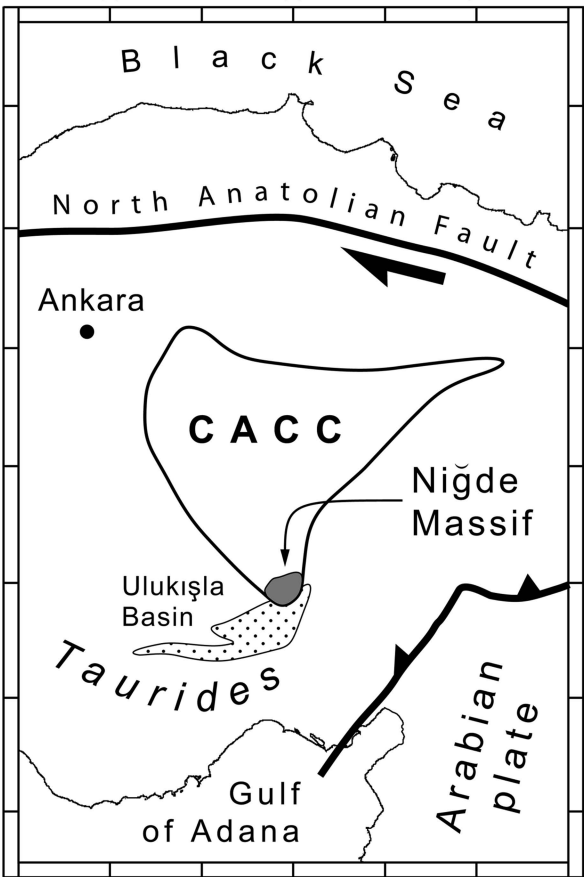 Black Sea
North Anatolian Fault
Ankara
CACC
Niğde
Massif
Ulukışla
Basin
Taurides
Arabian
plate
Gulf
of Adana